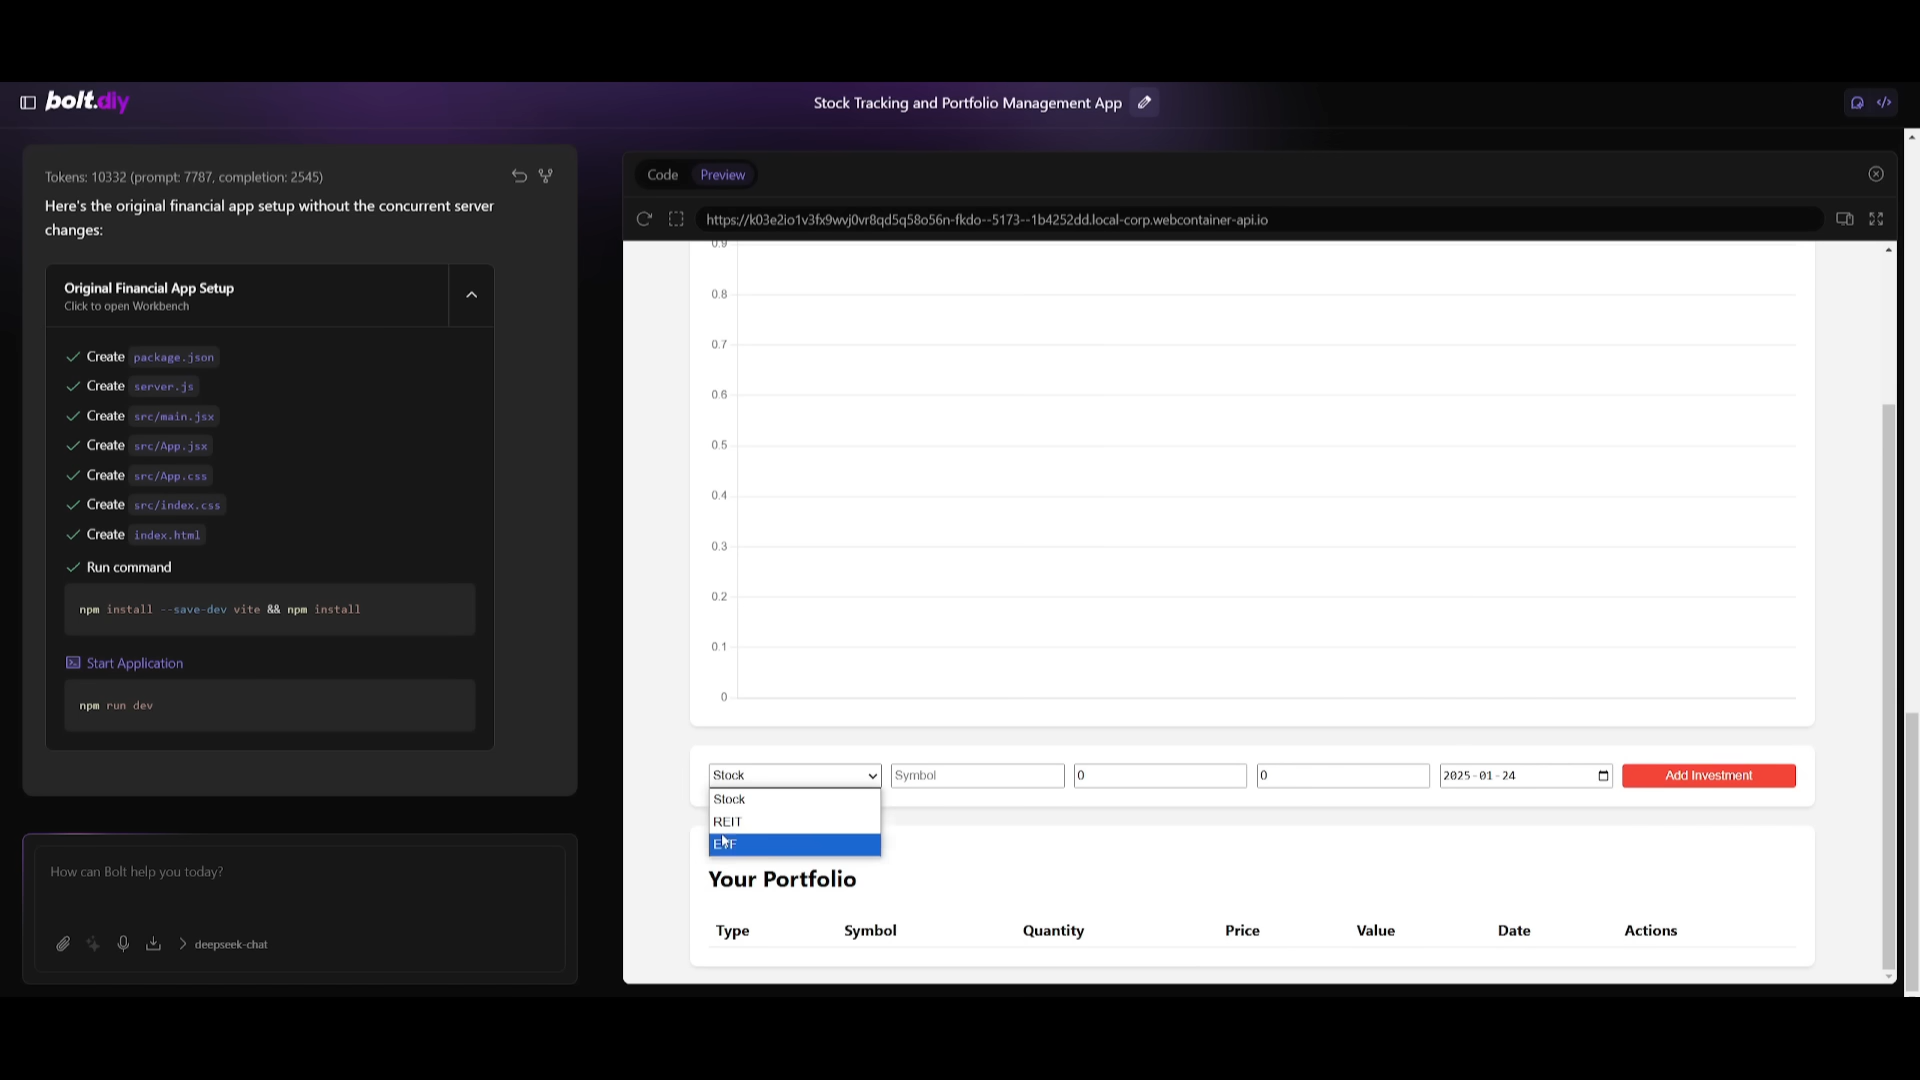 bolt.diy
Stock Tracking and Portfolio Management App
Tokens: 10332 (prompt: 7787, completion: 2545)
Here's the original financial app setup without the concurrent server
changes:
Original Financial App Setup
Click to open Workbench
Create package.json
Create server.js
Create src/main.jsx
Create src/App.jsx
Create src/App.css
Create src/index.css
Create index.html
Run command
npm install --save-dev vite && npm install
Start Application
npm run dev
How can Bolt help you today?
deepseek-chat
Code Preview
https://k03e2io1v3fx9wvj0vr8qd5q58o56n-fkdo--5173--1b4252dd.local-corp.webcontainer-api.io
0.9
0.8
0.7
0.6
0.5
0.4
0.3
0.2
0.1
0
Stock Symbol 0 0 2025-01-24 Add Investment
Stock
REIT
ETF
Your Portfolio
Type Symbol Quantity Price Value Date Actions